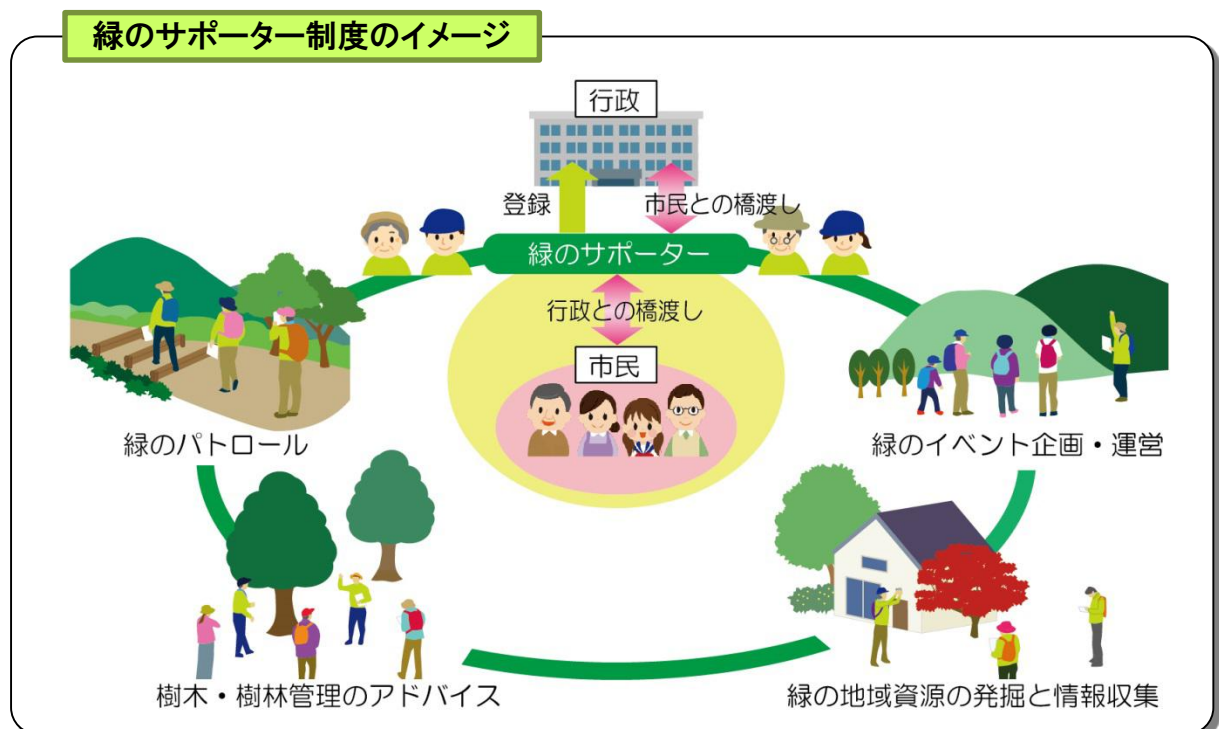 緑のサポーター制度のイメージ
行政
登録
市民との橋渡し
緑のサポーター
行政との橋渡し
市民
緑のパトロール
緑のイベント企画・運営
樹木・樹林管理のアドバイス
緑の地域資源の発掘と情報収集